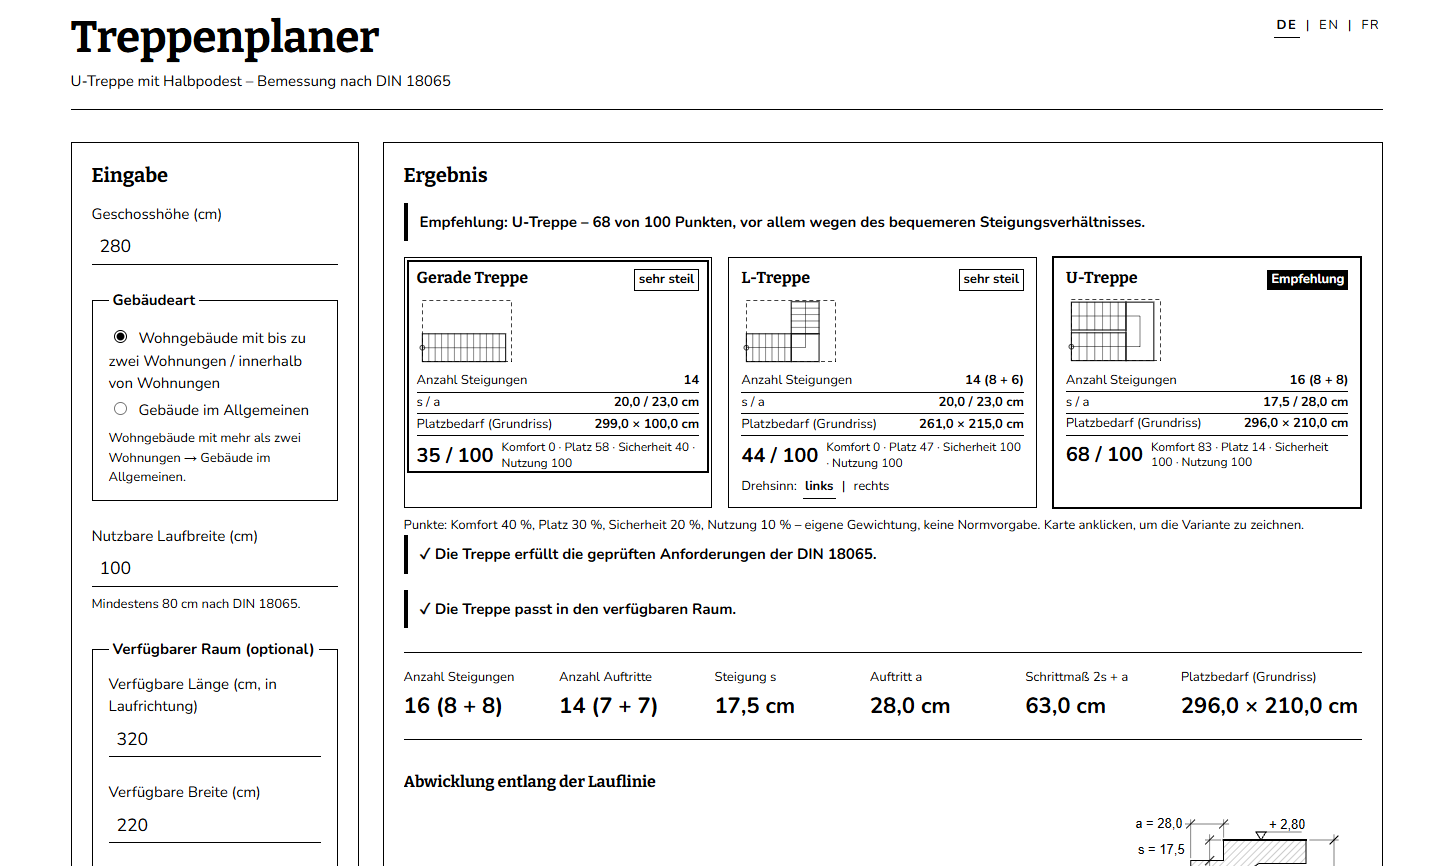 Treppenplaner
DE | EN | FR
U-Treppe mit Halbpodest – Bemessung nach DIN 18065
Eingabe
Geschosshöhe (cm)
280
Gebäudeart
Wohngebäude mit bis zu
zwei Wohnungen / innerhalb
von Wohnungen
Gebäude im Allgemeinen
Wohngebäude mit mehr als zwei
Wohnungen → Gebäude im
Allgemeinen.
Nutzbare Laufbreite (cm)
100
Mindestens 80 cm nach DIN 18065.
Verfügbarer Raum (optional)
Verfügbare Länge (cm, in
Laufrichtung)
320
Verfügbare Breite (cm)
220
Ergebnis
Empfehlung: U-Treppe – 68 von 100 Punkten, vor allem wegen des bequemeren Steigungsverhältnisses.
Gerade Treppe sehr steil
Anzahl Steigungen 14
s / a 20,0 / 23,0 cm
Platzbedarf (Grundriss) 299,0 × 100,0 cm
35 / 100 Komfort 0 · Platz 58 · Sicherheit 40 ·
Nutzung 100
L-Treppe sehr steil
Anzahl Steigungen 14 (8 + 6)
s / a 20,0 / 23,0 cm
Platzbedarf (Grundriss) 261,0 × 215,0 cm
44 / 100 Komfort 0 · Platz 47 · Sicherheit 100
· Nutzung 100
Drehsinn: links | rechts
U-Treppe Empfehlung
Anzahl Steigungen 16 (8 + 8)
s / a 17,5 / 28,0 cm
Platzbedarf (Grundriss) 296,0 × 210,0 cm
68 / 100 Komfort 83 · Platz 14 · Sicherheit
100 · Nutzung 100
Punkte: Komfort 40 %, Platz 30 %, Sicherheit 20 %, Nutzung 10 % – eigene Gewichtung, keine Normvorgabe. Karte anklicken, um die Variante zu zeichnen.
✓ Die Treppe erfüllt die geprüften Anforderungen der DIN 18065.
✓ Die Treppe passt in den verfügbaren Raum.
Anzahl Steigungen Anzahl Auftritte Steigung s Auftritt a Schrittmaß 2s + a Platzbedarf (Grundriss)
16 (8 + 8) 14 (7 + 7) 17,5 cm 28,0 cm 63,0 cm 296,0 × 210,0 cm
Abwicklung entlang der Lauflinie
a = 28,0 + 2,80
s = 17,5